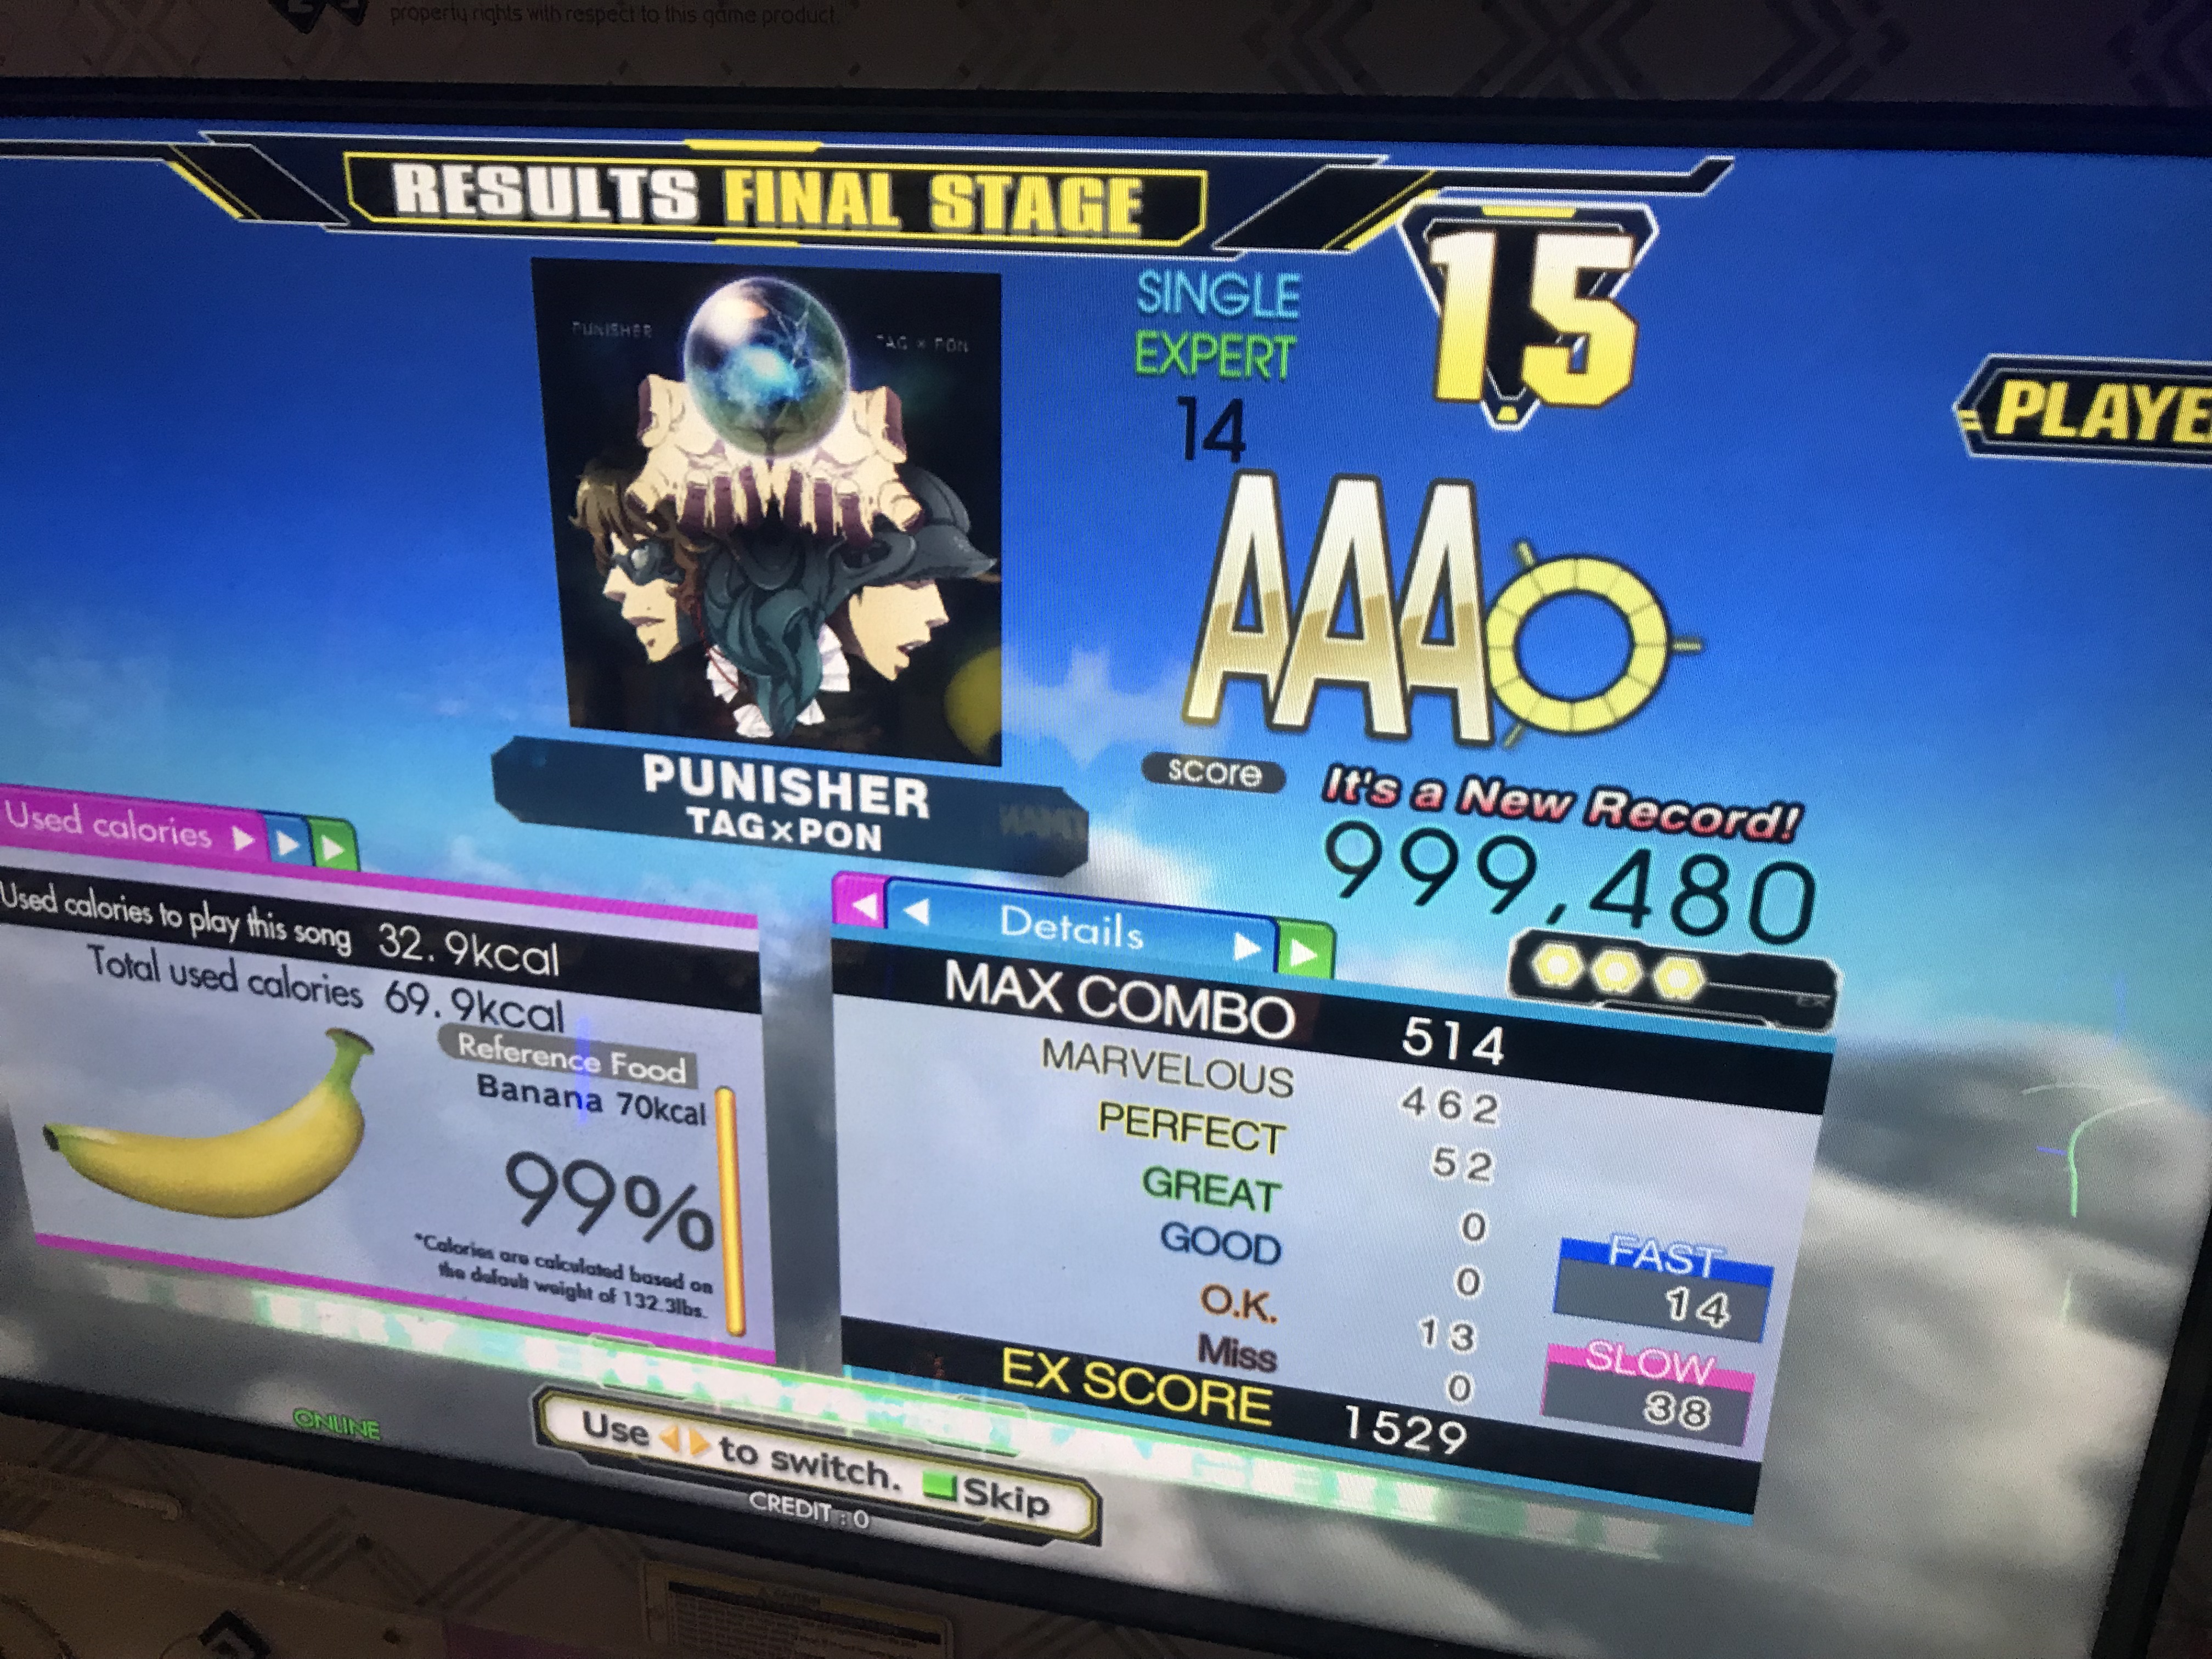 property rights with respect to this game product.
RESULTS FINAL STAGE
15
SINGLE
EXPERT
14
PUNISHER
TAG × PON
PLAYE
AAA
PUNISHER
TAG×PON
score
It's a New Record!
999,480
EX
Used calories
Used calories to play this song 32.9kcal
Total used calories 69.9kcal
Reference Food
Banana 70kcal
99%
*Calories are calculated based on
the default weight of 132.3lbs.
Details
MAX COMBO 514
MARVELOUS 462
PERFECT 52
GREAT 0
GOOD 0
O.K. 13
Miss 0
EX SCORE 1529
FAST
14
SLOW
38
ONLINE
Use to switch. Skip
CREDIT : 0